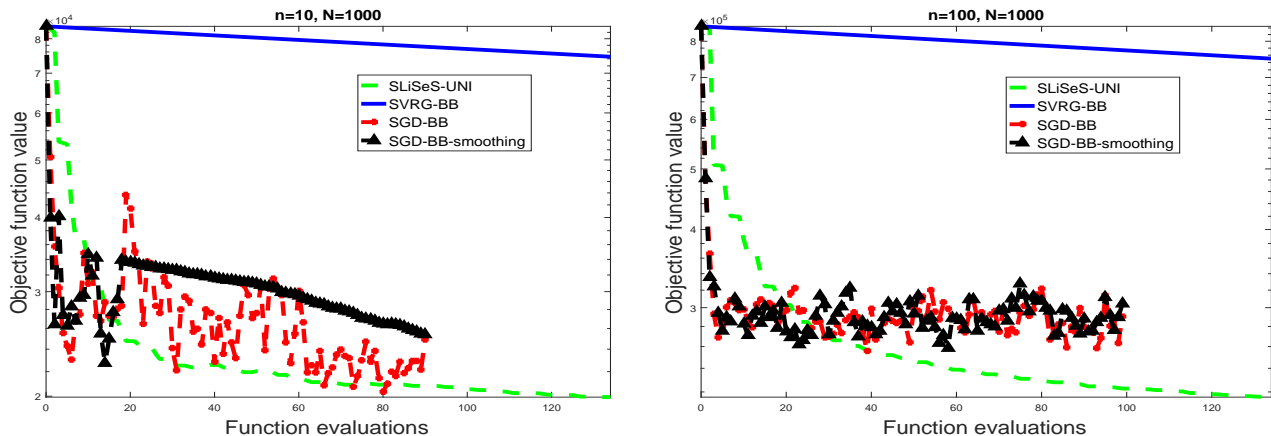 n=10, N=1000
×10⁴
8
7
6
5
4
3
2
Objective function value
SLiSeS-UNI
SVRG-BB
SGD-BB
SGD-BB-smoothing
0 20 40 60 80 100 120
Function evaluations
n=100, N=1000
×10⁵
8
7
6
5
4
3
Objective function value
SLiSeS-UNI
SVRG-BB
SGD-BB
SGD-BB-smoothing
0 20 40 60 80 100 120
Function evaluations